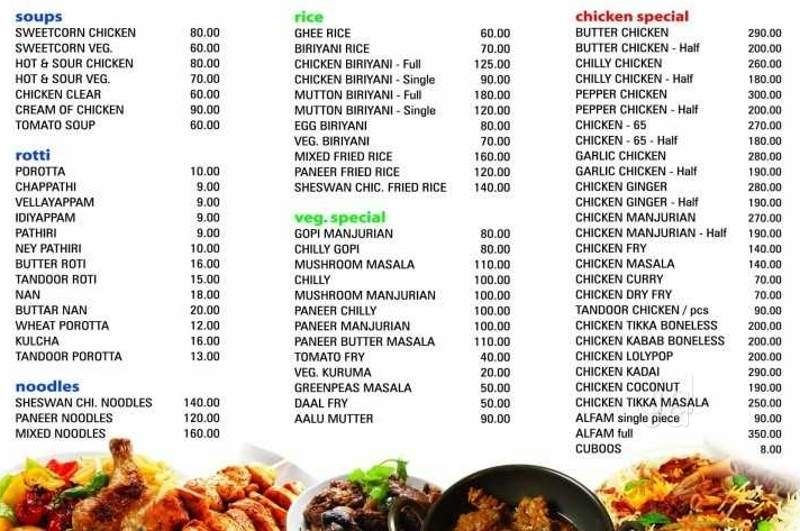 soups
SWEETCORN CHICKEN 80.00
SWEETCORN VEG. 60.00
HOT & SOUR CHICKEN 80.00
HOT & SOUR VEG. 70.00
CHICKEN CLEAR 60.00
CREAM OF CHICKEN 90.00
TOMATO SOUP 60.00
rotti
POROTTA 10.00
CHAPPATHI 9.00
VELLAYAPPAM 9.00
IDIYAPPAM 9.00
PATHIRI 9.00
NEY PATHIRI 10.00
BUTTER ROTI 16.00
TANDOOR ROTI 15.00
NAN 18.00
BUTTAR NAN 20.00
WHEAT POROTTA 12.00
KULCHA 16.00
TANDOOR POROTTA 13.00
noodles
SHESWAN CHI. NOODLES 140.00
PANEER NOODLES 120.00
MIXED NOODLES 160.00
rice
GHEE RICE 60.00
BIRIYANI RICE 70.00
CHICKEN BIRIYANI - Full 125.00
CHICKEN BIRIYANI - Single 90.00
MUTTON BIRIYANI - Full 180.00
MUTTON BIRIYANI - Single 120.00
EGG BIRIYANI 80.00
VEG. BIRIYANI 70.00
MIXED FRIED RICE 160.00
PANEER FRIED RICE 120.00
SHESWAN CHIC. FRIED RICE 140.00
veg. special
GOPI MANJURIAN 80.00
CHILLY GOPI 80.00
MUSHROOM MASALA 110.00
CHILLY 100.00
MUSHROOM MANJURIAN 100.00
PANEER CHILLY 100.00
PANEER MANJURIAN 100.00
PANEER BUTTER MASALA 110.00
TOMATO FRY 40.00
VEG. KURUMA 20.00
GREENPEAS MASALA 50.00
DAAL FRY 50.00
AALU MUTTER 90.00
chicken special
BUTTER CHICKEN 290.00
BUTTER CHICKEN - Half 200.00
CHILLY CHICKEN 260.00
CHILLY CHICKEN - Half 180.00
PEPPER CHICKEN 300.00
PEPPER CHICKEN - Half 200.00
CHICKEN - 65 270.00
CHICKEN - 65 - Half 180.00
GARLIC CHICKEN 280.00
GARLIC CHICKEN - Half 190.00
CHICKEN GINGER 280.00
CHICKEN GINGER - Half 190.00
CHICKEN MANJURIAN 270.00
CHICKEN MANJURIAN - Half 190.00
CHICKEN FRY 140.00
CHICKEN MASALA 140.00
CHICKEN CURRY 70.00
CHICKEN DRY FRY 70.00
TANDOOR CHICKEN / pcs 90.00
CHICKEN TIKKA BONELESS 200.00
CHICKEN KABAB BONELESS 200.00
CHICKEN LOLYPOP 200.00
CHICKEN KADAI 290.00
CHICKEN COCONUT 190.00
CHICKEN TIKKA MASALA 250.00
ALFAM single piece 90.00
ALFAM full 350.00
CUBOOS 8.00